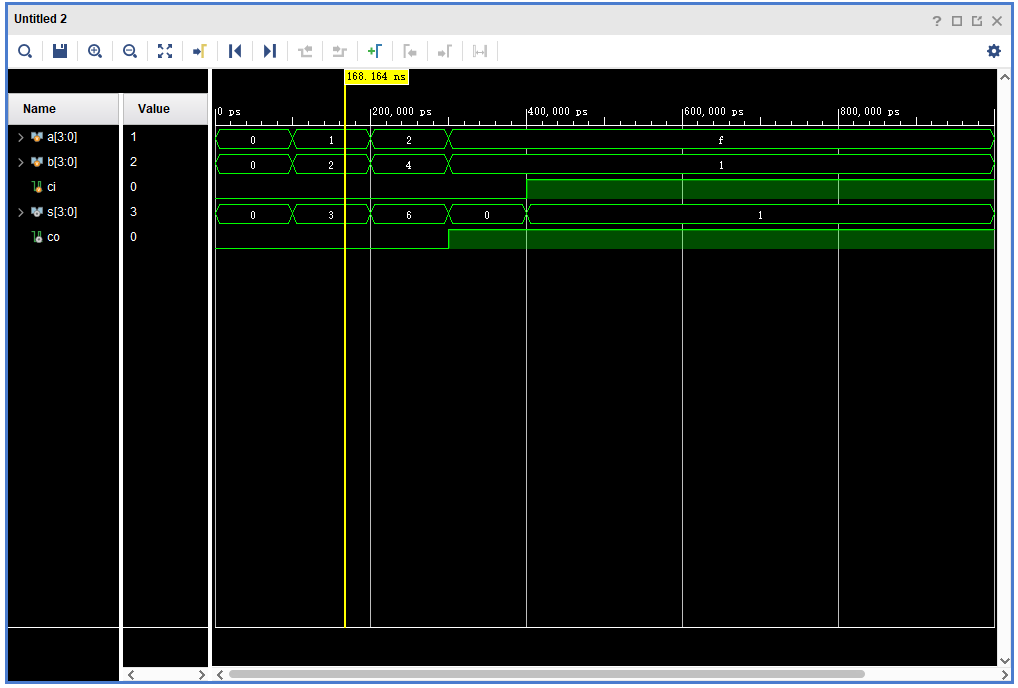 Untitled 2
168.164 ns
Name Value
0 ps 200,000 ps 400,000 ps 600,000 ps 800,000 ps
a[3:0] 1 0 1 2 f
b[3:0] 2 0 2 4 1
ci 0
s[3:0] 3 0 3 6 0 1
co 0